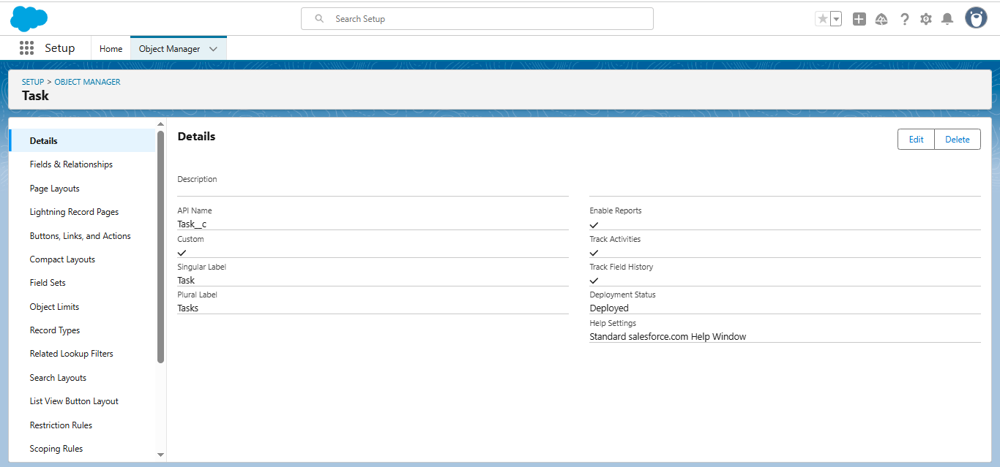 Search Setup
Setup
Home
Object Manager
SETUP > OBJECT MANAGER
Task
Details
Fields & Relationships
Page Layouts
Lightning Record Pages
Buttons, Links, and Actions
Compact Layouts
Field Sets
Object Limits
Record Types
Related Lookup Filters
Search Layouts
List View Button Layout
Restriction Rules
Scoping Rules
Details
Edit
Delete
Description
API Name
Task__c
Custom
Singular Label
Task
Plural Label
Tasks
Enable Reports
Track Activities
Track Field History
Deployment Status
Deployed
Help Settings
Standard salesforce.com Help Window